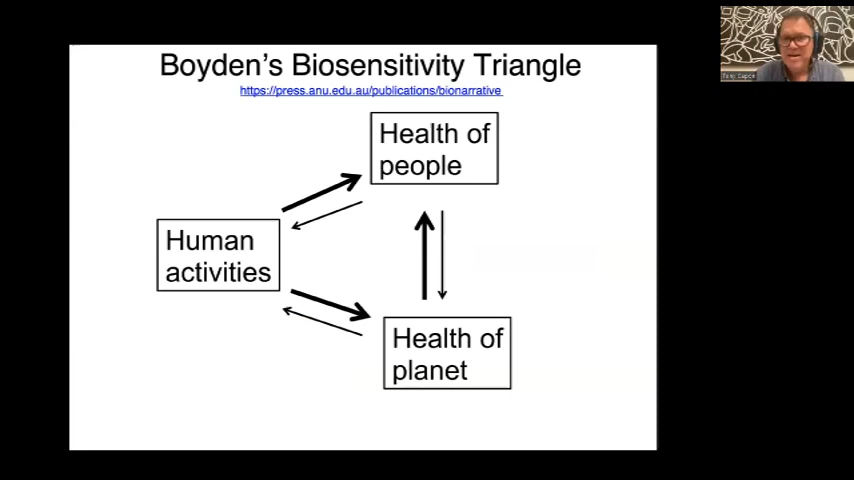 Boyden's Biosensitivity Triangle
https://press.anu.edu.au/publications/bionarrative
Health of
people
Human
activities
Health of
planet